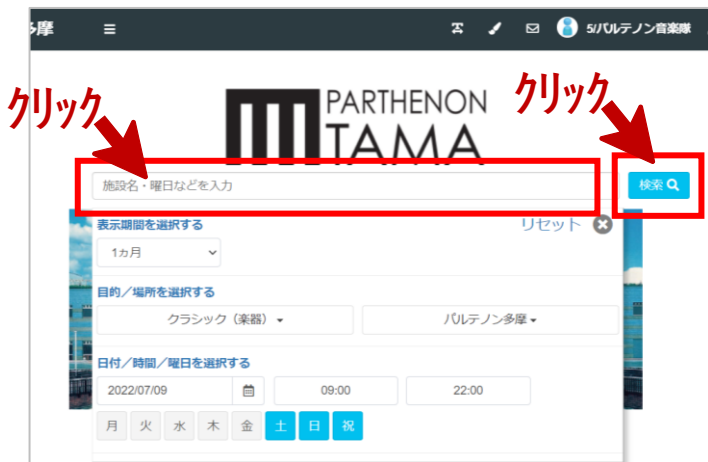 多摩
5/パルテノン音楽隊
クリック
クリック
PARTHENON
TAMA
施設名・曜日などを入力
検索
表示期間を選択する
リセット
1カ月
目的／場所を選択する
クラシック（楽器）
パルテノン多摩
日付／時間／曜日を選択する
2022/07/09
09:00
22:00
月 火 水 木 金 土 日 祝